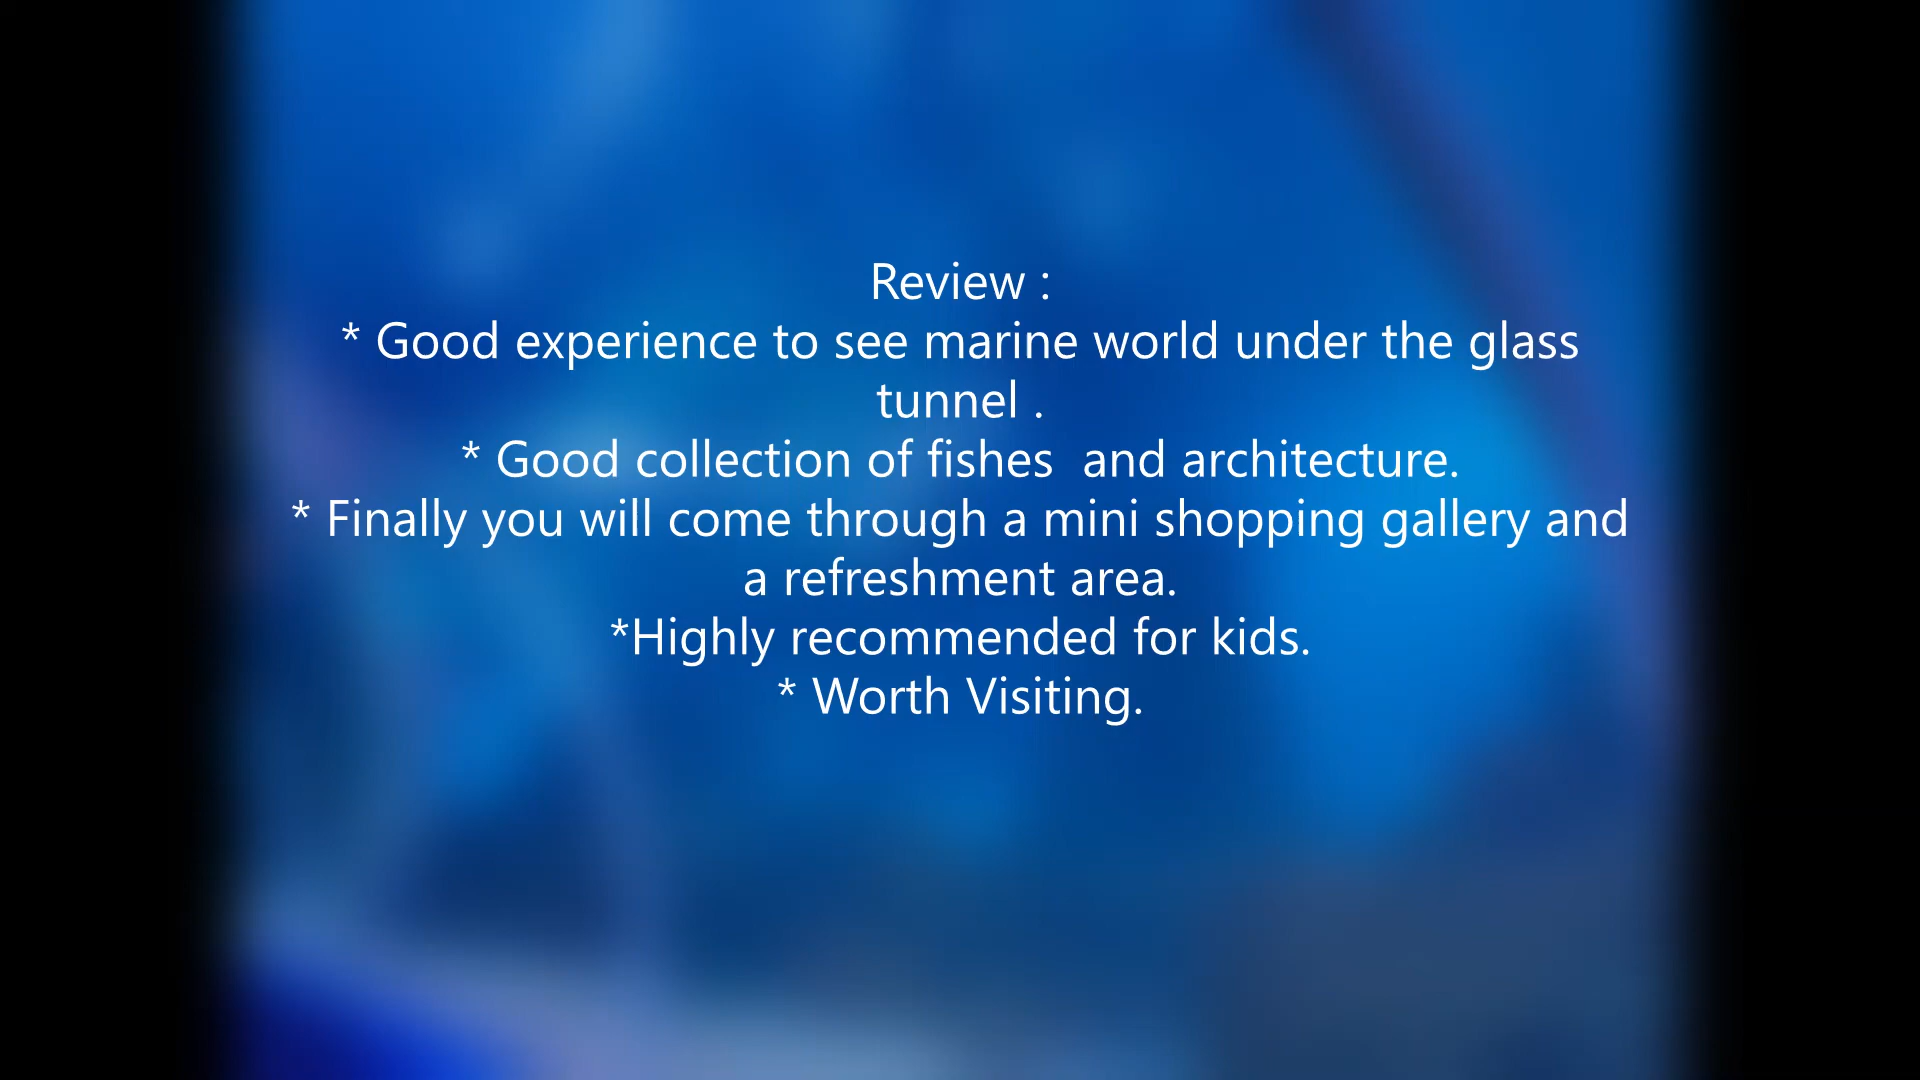 Review :
* Good experience to see marine world under the glass
tunnel .
* Good collection of fishes  and architecture.
* Finally you will come through a mini shopping gallery and
a refreshment area.
*Highly recommended for kids.
* Worth Visiting.